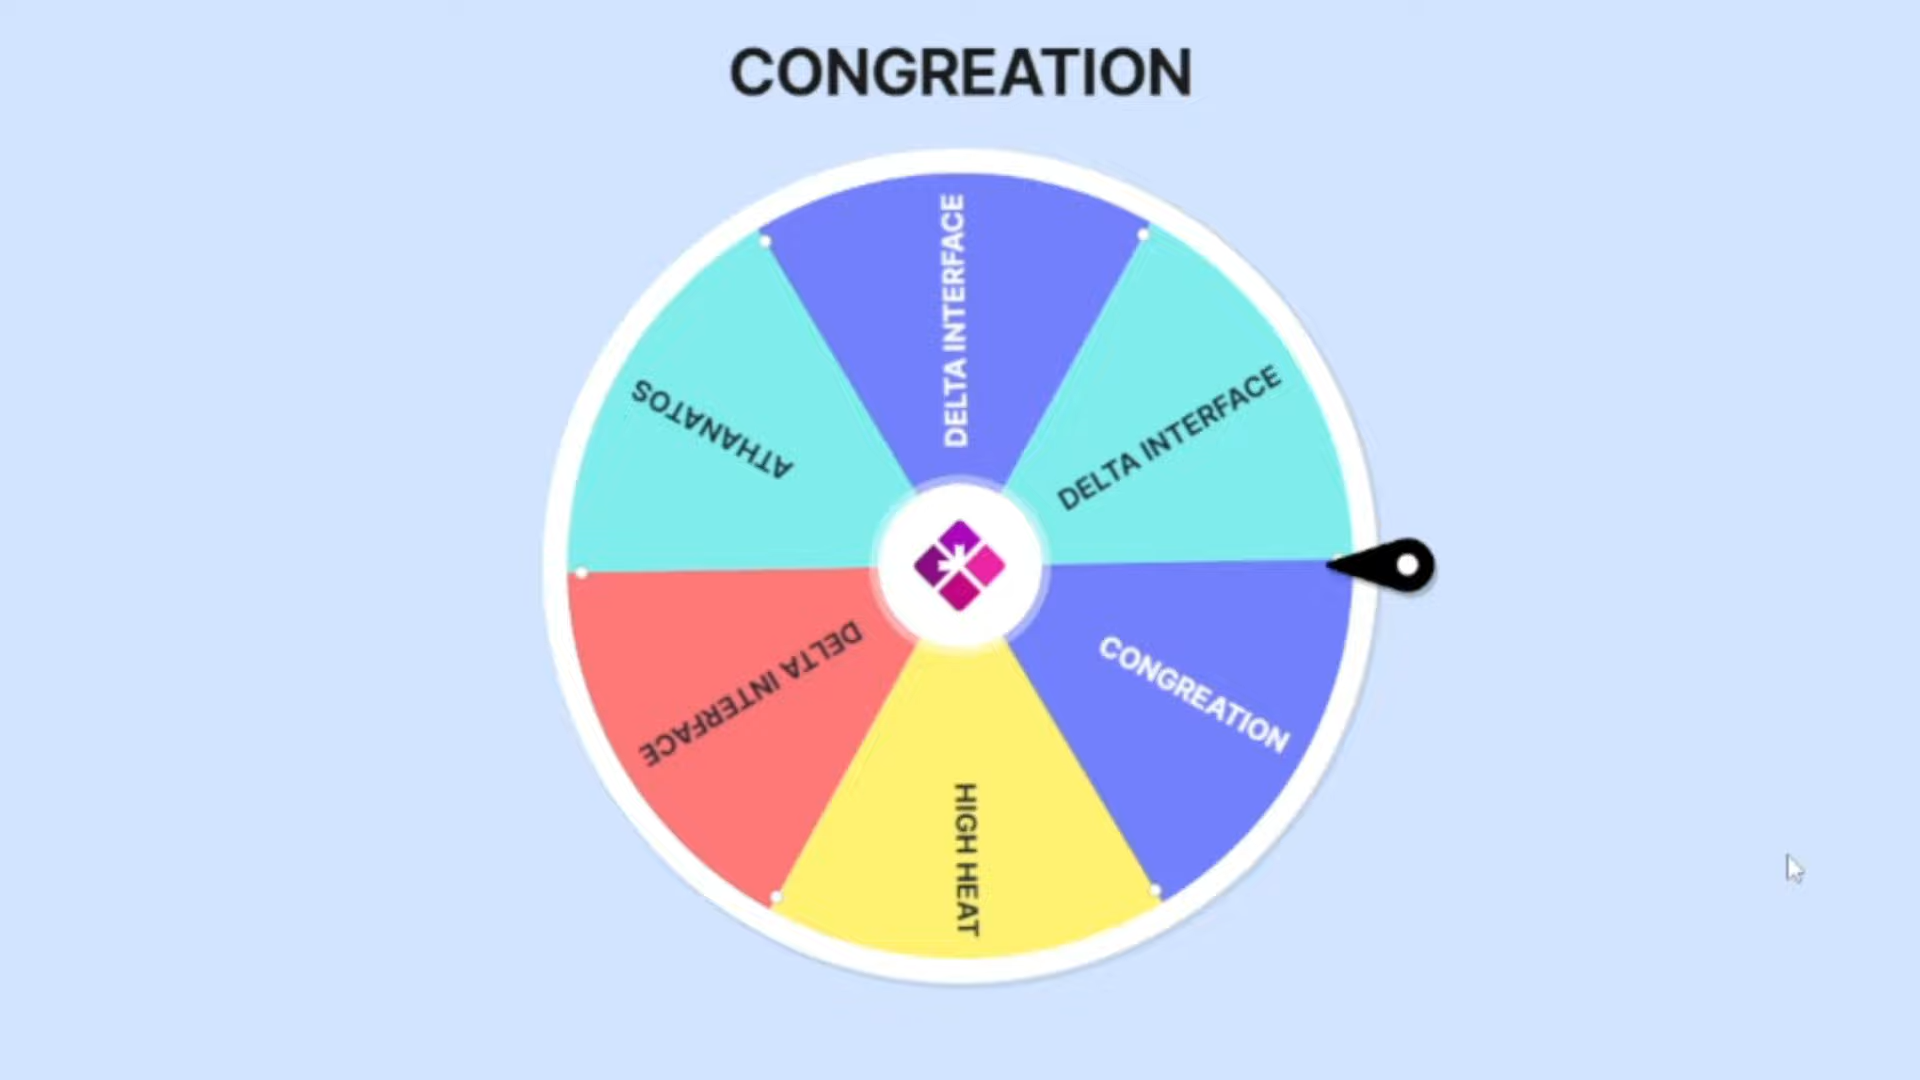 CONGREATION
DELTA INTERFACE
DELTA INTERFACE
CONGREATION
HIGH HEAT
DELTA INTERFACE
ATHANATOS